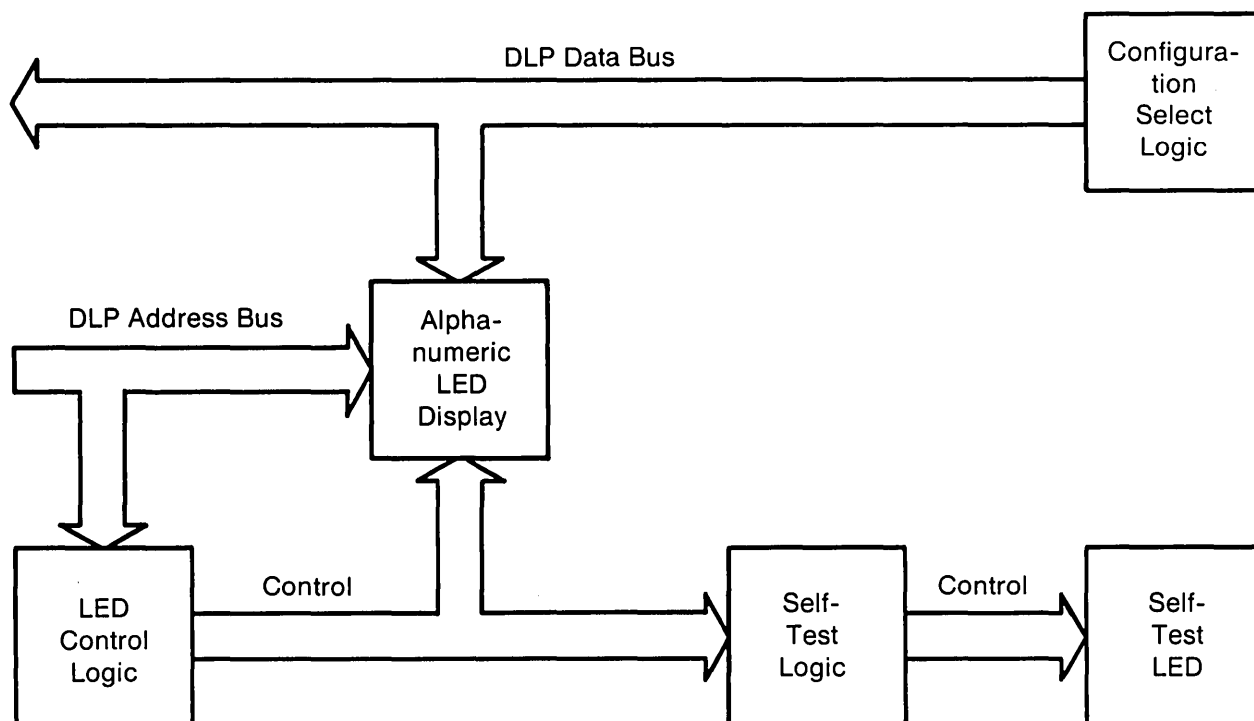 DLP Data Bus
Configura-
tion
Select
Logic
DLP Address Bus
Alpha-
numeric
LED
Display
LED
Control
Logic
Control
Self-
Test
Logic
Control
Self-
Test
LED